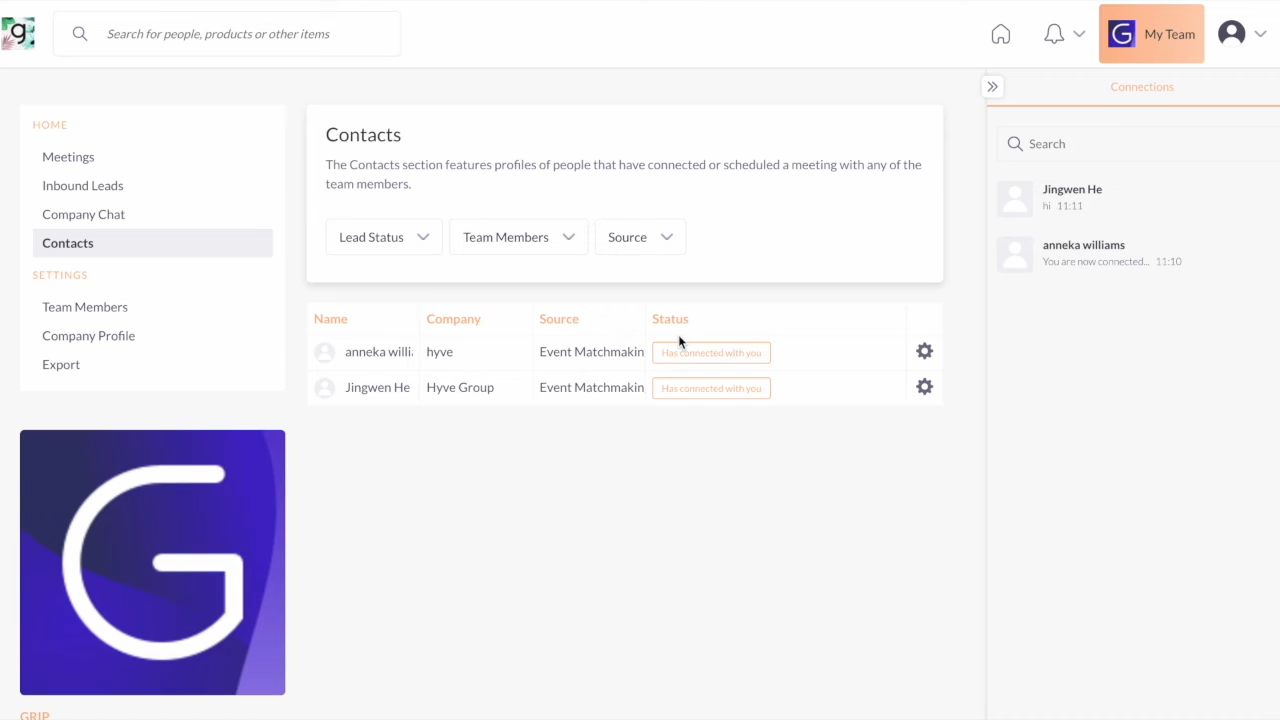 g
Search for people, products or other items
G
My Team
Connections
Search
Jingwen He
hi 11:11
anneka williams
You are now connected... 11:10
HOME
Meetings
Inbound Leads
Company Chat
Contacts
SETTINGS
Team Members
Company Profile
Export
G
GRIP
Contacts
The Contacts section features profiles of people that have connected or scheduled a meeting with any of the
team members.
Lead Status
Team Members
Source
Name Company Source Status
anneka willi hyve Event Matchmakin Has connected with you
Jingwen He Hyve Group Event Matchmakin Has connected with you